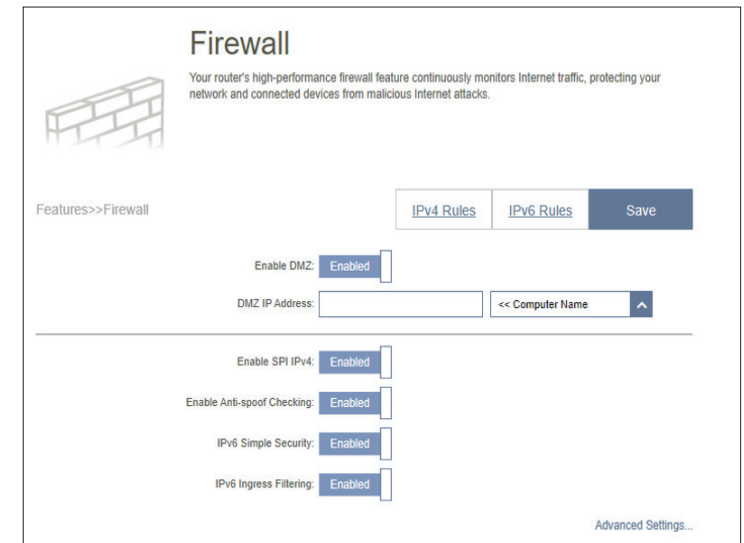 Firewall
Your router's high-performance firewall feature continuously monitors Internet traffic, protecting your
network and connected devices from malicious Internet attacks.
Features>>Firewall
IPv4 Rules
IPv6 Rules
Save
Enable DMZ: Enabled
DMZ IP Address: << Computer Name
Enable SPI IPv4: Enabled
Enable Anti-spoof Checking: Enabled
IPv6 Simple Security: Enabled
IPv6 Ingress Filtering: Enabled
Advanced Settings...